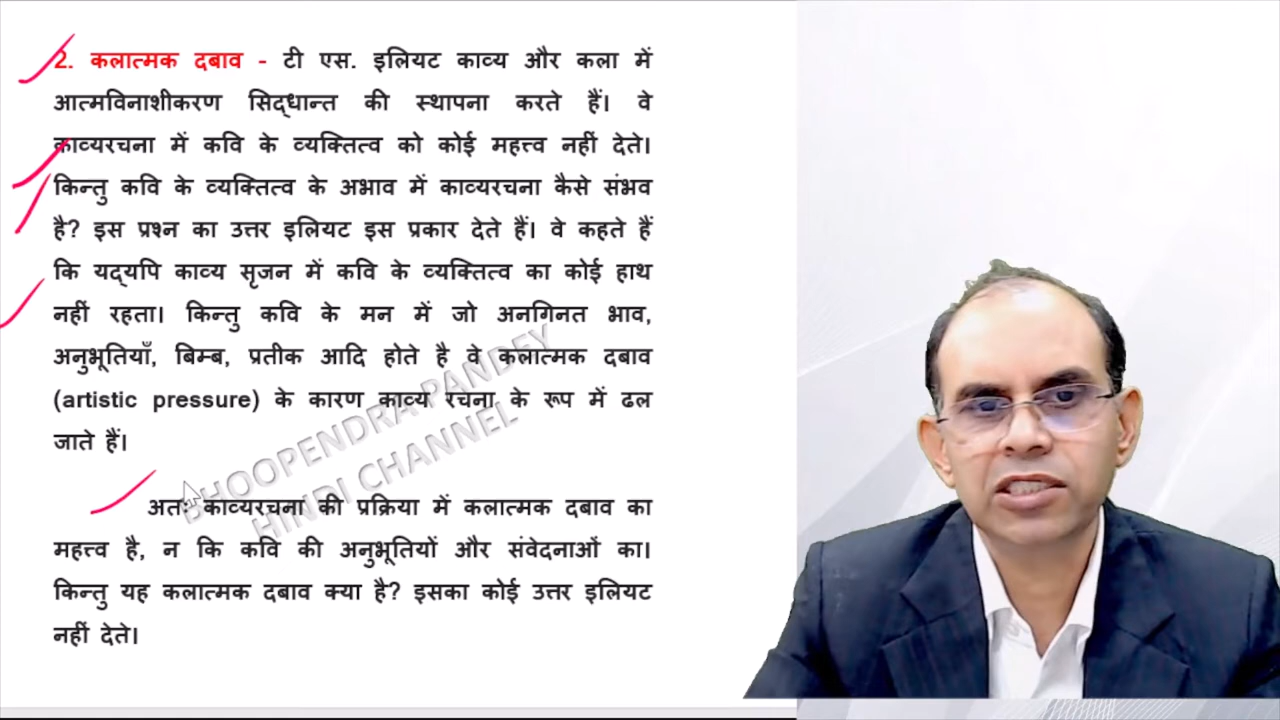 2. कलात्मक दबाव - टी एस. इलियट काव्य और कला में
आत्मविनाशीकरण सिद्धान्त की स्थापना करते हैं। वे
काव्यरचना में कवि के व्यक्तित्व को कोई महत्त्व नहीं देते।
किन्तु कवि के व्यक्तित्व के अभाव में काव्यरचना कैसे संभव
है? इस प्रश्न का उत्तर इलियट इस प्रकार देते हैं। वे कहते हैं
कि यद्यपि काव्य सृजन में कवि के व्यक्तित्व का कोई हाथ
नहीं रहता। किन्तु कवि के मन में जो अनगिनत भाव,
अनुभूतियाँ, बिम्ब, प्रतीक आदि होते है वे कलात्मक दबाव
(artistic pressure) के कारण काव्य रचना के रूप में ढल
जाते हैं।
अतः काव्यरचना की प्रक्रिया में कलात्मक दबाव का
महत्त्व है, न कि कवि की अनुभूतियों और संवेदनाओं का।
किन्तु यह कलात्मक दबाव क्या है? इसका कोई उत्तर इलियट
नहीं देते।
BHOOPENDRA PANDEY
HINDI CHANNEL